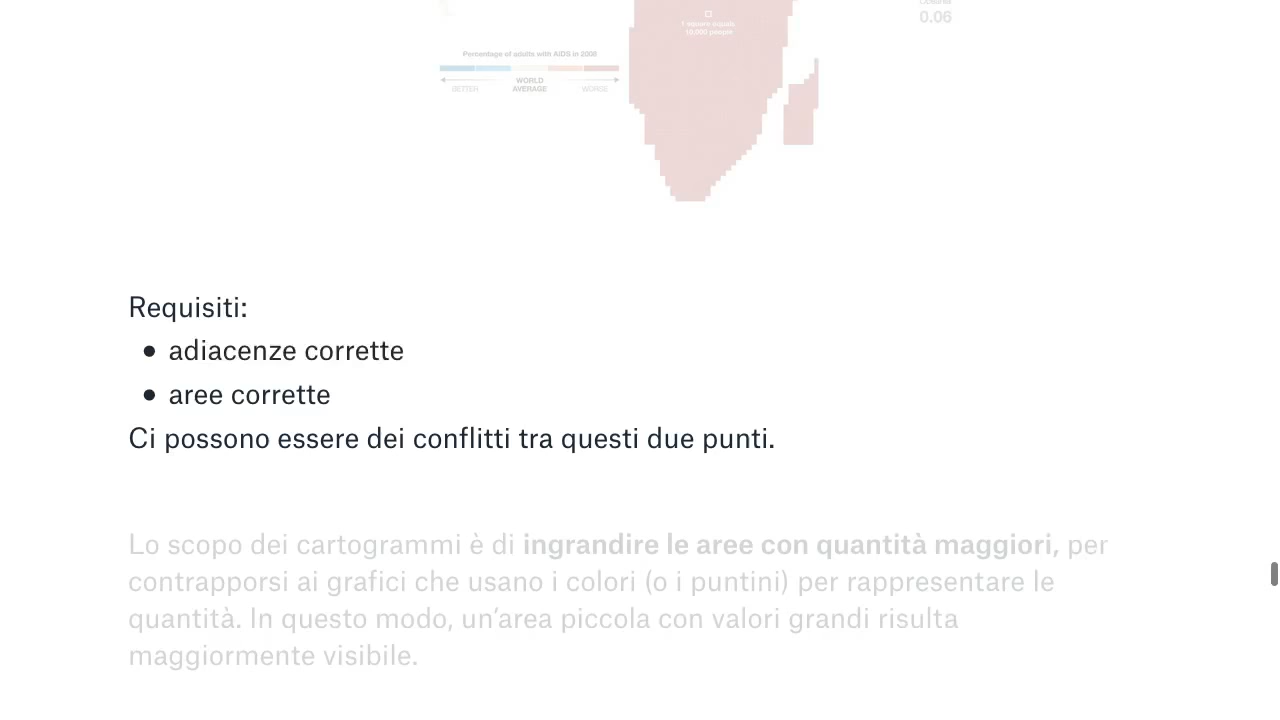 0.06
1 square equals
10,000 people
Percentage of adults with AIDS in 2008
WORLD
AVERAGE
BETTER
WORSE
Requisiti:
• adiacenze corrette
• aree corrette
Ci possono essere dei conflitti tra questi due punti.
Lo scopo dei cartogrammi è di ingrandire le aree con quantità maggiori, per
contrapporsi ai grafici che usano i colori (o i puntini) per rappresentare le
quantità. In questo modo, un’area piccola con valori grandi risulta
maggiormente visibile.